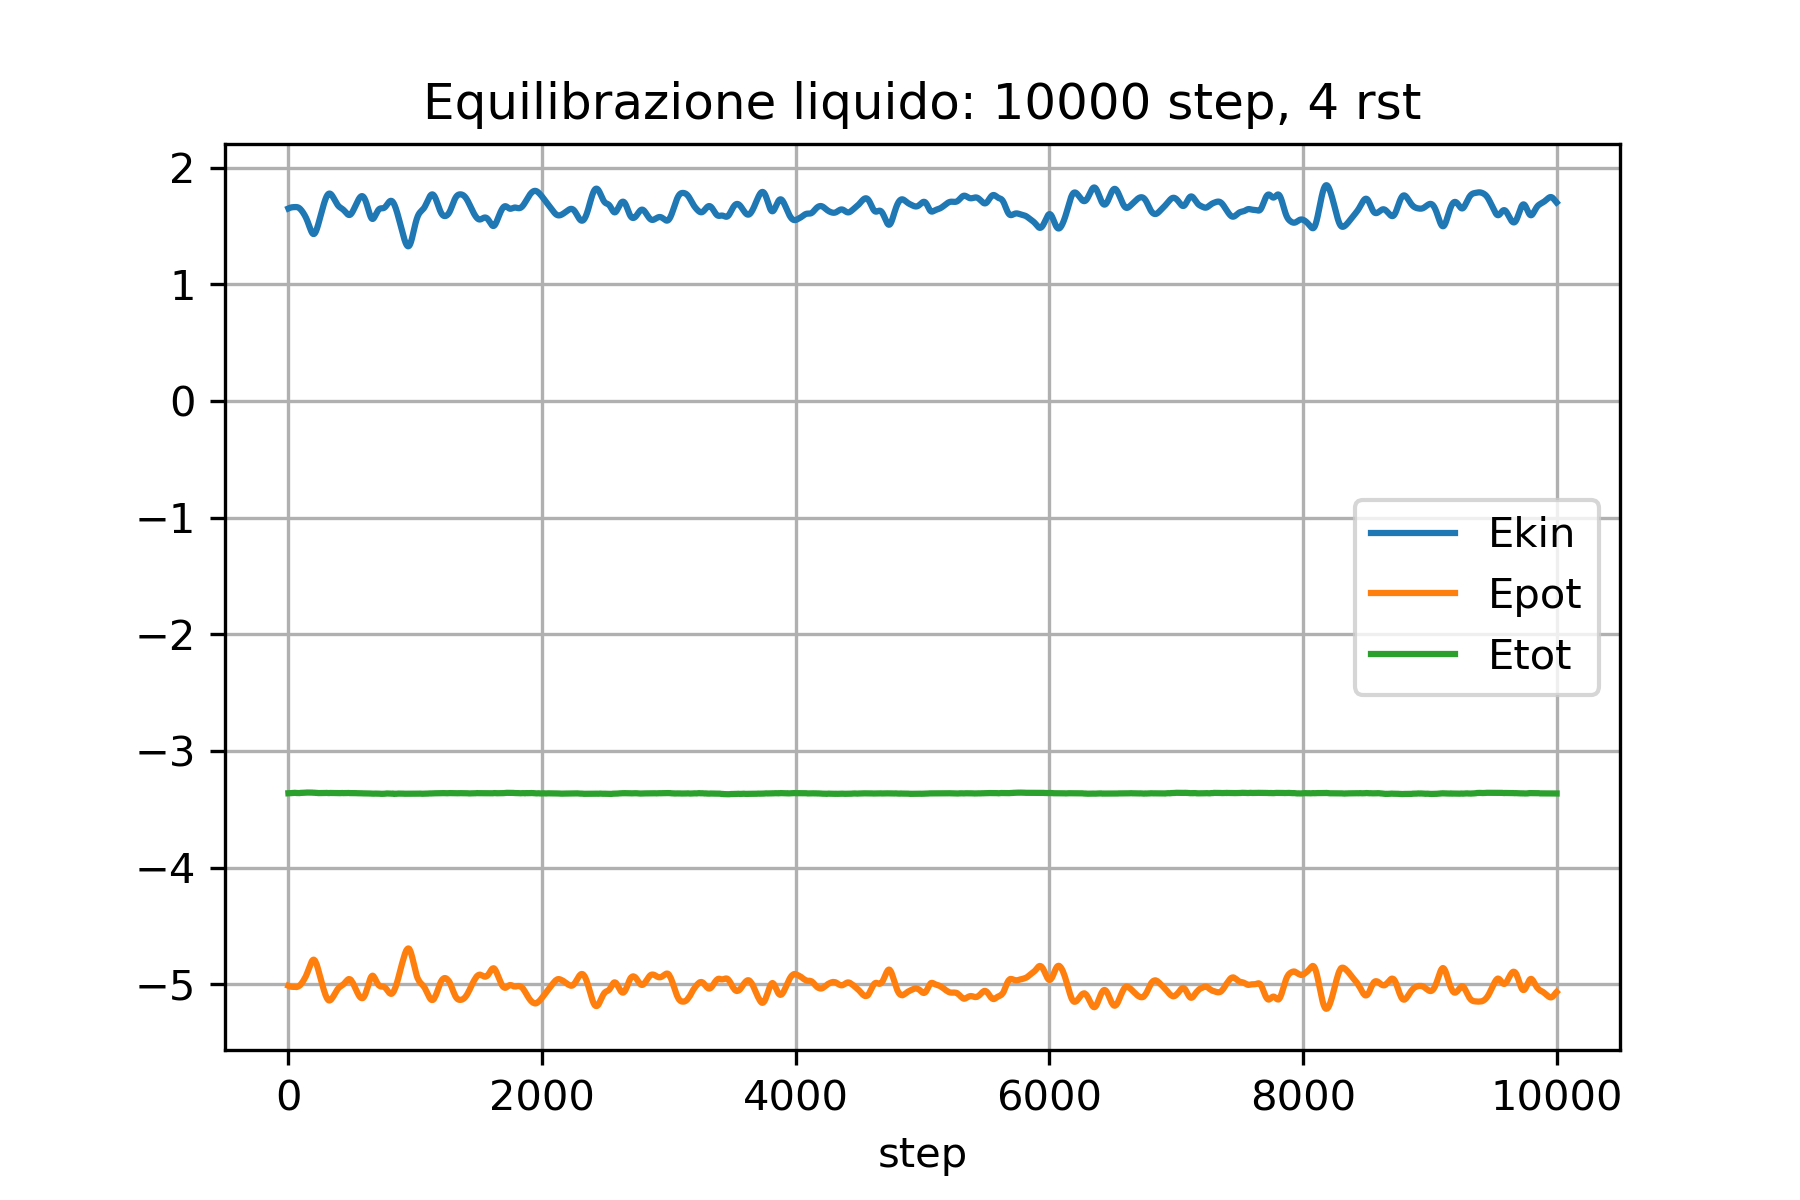 Equilibrazione liquido: 10000 step, 4 rst
2
1
0
−1
−2
−3
−4
−5
Ekin
Epot
Etot
0 2000 4000 6000 8000 10000
step